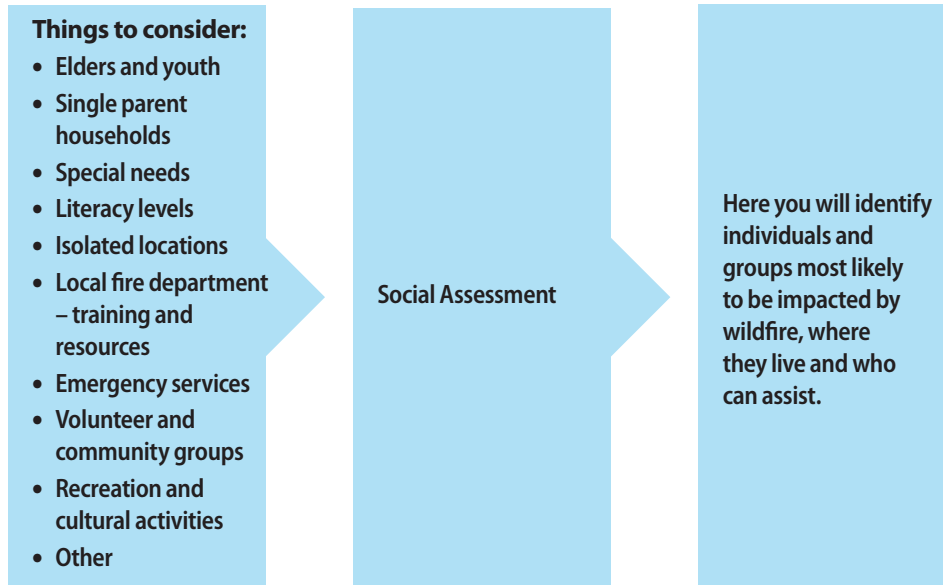 Things to consider:
• Elders and youth
• Single parent
households
• Special needs
• Literacy levels
• Isolated locations
• Local fire department
– training and
resources
• Emergency services
• Volunteer and
community groups
• Recreation and
cultural activities
• Other
Social Assessment
Here you will identify
individuals and
groups most likely
to be impacted by
wildfire, where
they live and who
can assist.